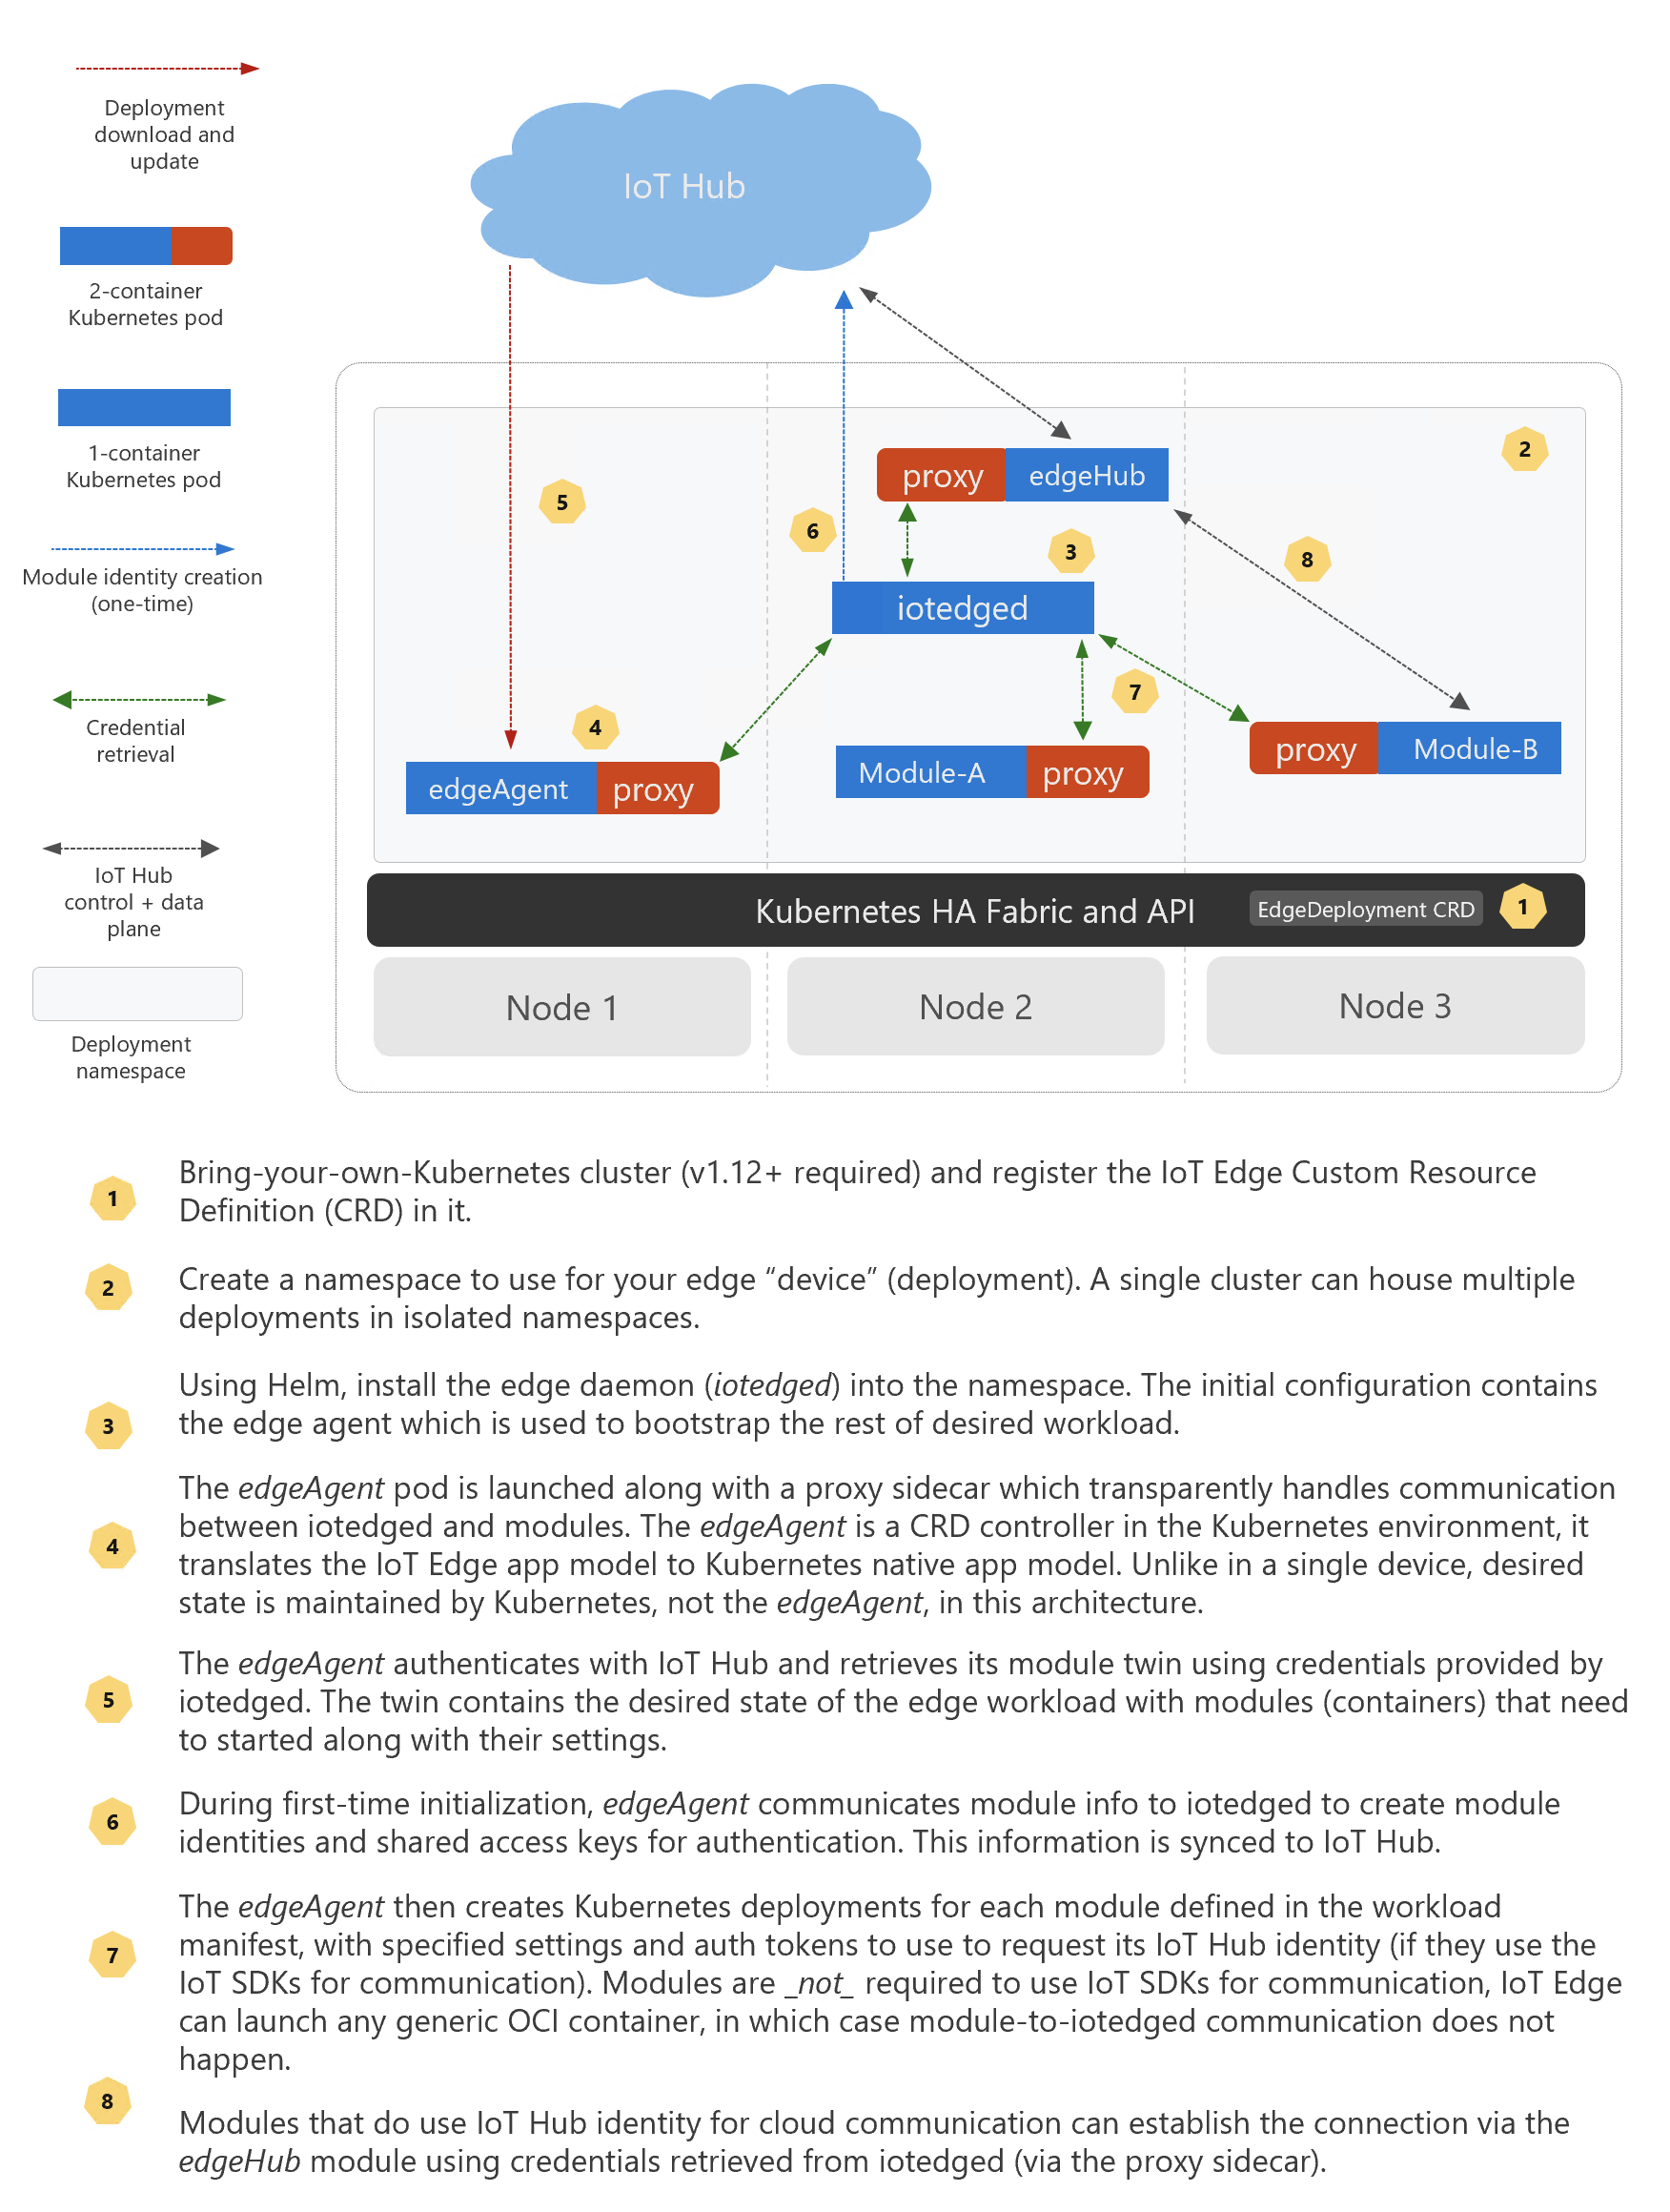 Deployment
download and
update
2-container
Kubernetes pod
1-container
Kubernetes pod
Module identity creation
(one-time)
Credential
retrieval
IoT Hub
control + data
plane
Deployment
namespace
IoT Hub
2
proxy
edgeHub
5
6
3
8
iotedged
7
4
edgeAgent
proxy
Module-A
proxy
proxy
Module-B
Kubernetes HA Fabric and API
EdgeDeployment CRD
1
Node 1
Node 2
Node 3
1
Bring-your-own-Kubernetes cluster (v1.12+ required) and register the IoT Edge Custom Resource
Definition (CRD) in it.
2
Create a namespace to use for your edge “device” (deployment). A single cluster can house multiple
deployments in isolated namespaces.
3
Using Helm, install the edge daemon (iotedged) into the namespace. The initial configuration contains
the edge agent which is used to bootstrap the rest of desired workload.
4
The edgeAgent pod is launched along with a proxy sidecar which transparently handles communication
between iotedged and modules. The edgeAgent is a CRD controller in the Kubernetes environment, it
translates the IoT Edge app model to Kubernetes native app model. Unlike in a single device, desired
state is maintained by Kubernetes, not the edgeAgent, in this architecture.
5
The edgeAgent authenticates with IoT Hub and retrieves its module twin using credentials provided by
iotedged. The twin contains the desired state of the edge workload with modules (containers) that need
to started along with their settings.
6
During first-time initialization, edgeAgent communicates module info to iotedged to create module
identities and shared access keys for authentication. This information is synced to IoT Hub.
7
The edgeAgent then creates Kubernetes deployments for each module defined in the workload
manifest, with specified settings and auth tokens to use to request its IoT Hub identity (if they use the
IoT SDKs for communication). Modules are _not_ required to use IoT SDKs for communication, IoT Edge
can launch any generic OCI container, in which case module-to-iotedged communication does not
happen.
8
Modules that do use IoT Hub identity for cloud communication can establish the connection via the
edgeHub module using credentials retrieved from iotedged (via the proxy sidecar).